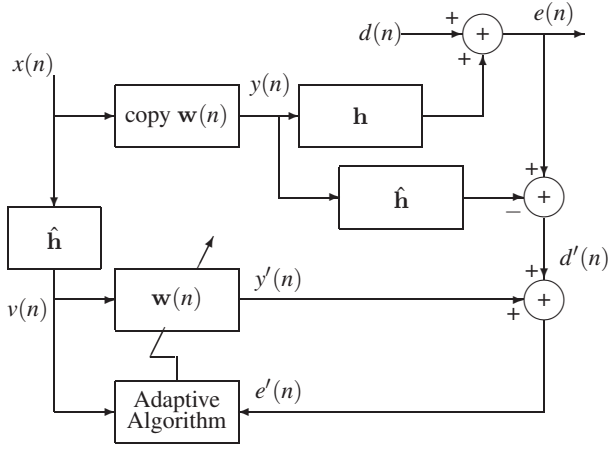 d(n)
+
+
+
e(n)
x(n)
y(n)
copy w(n)
h
ĥ
+
−
+
ĥ
d′(n)
v(n)
w(n)
y′(n)
+
+
+
Adaptive
Algorithm
e′(n)